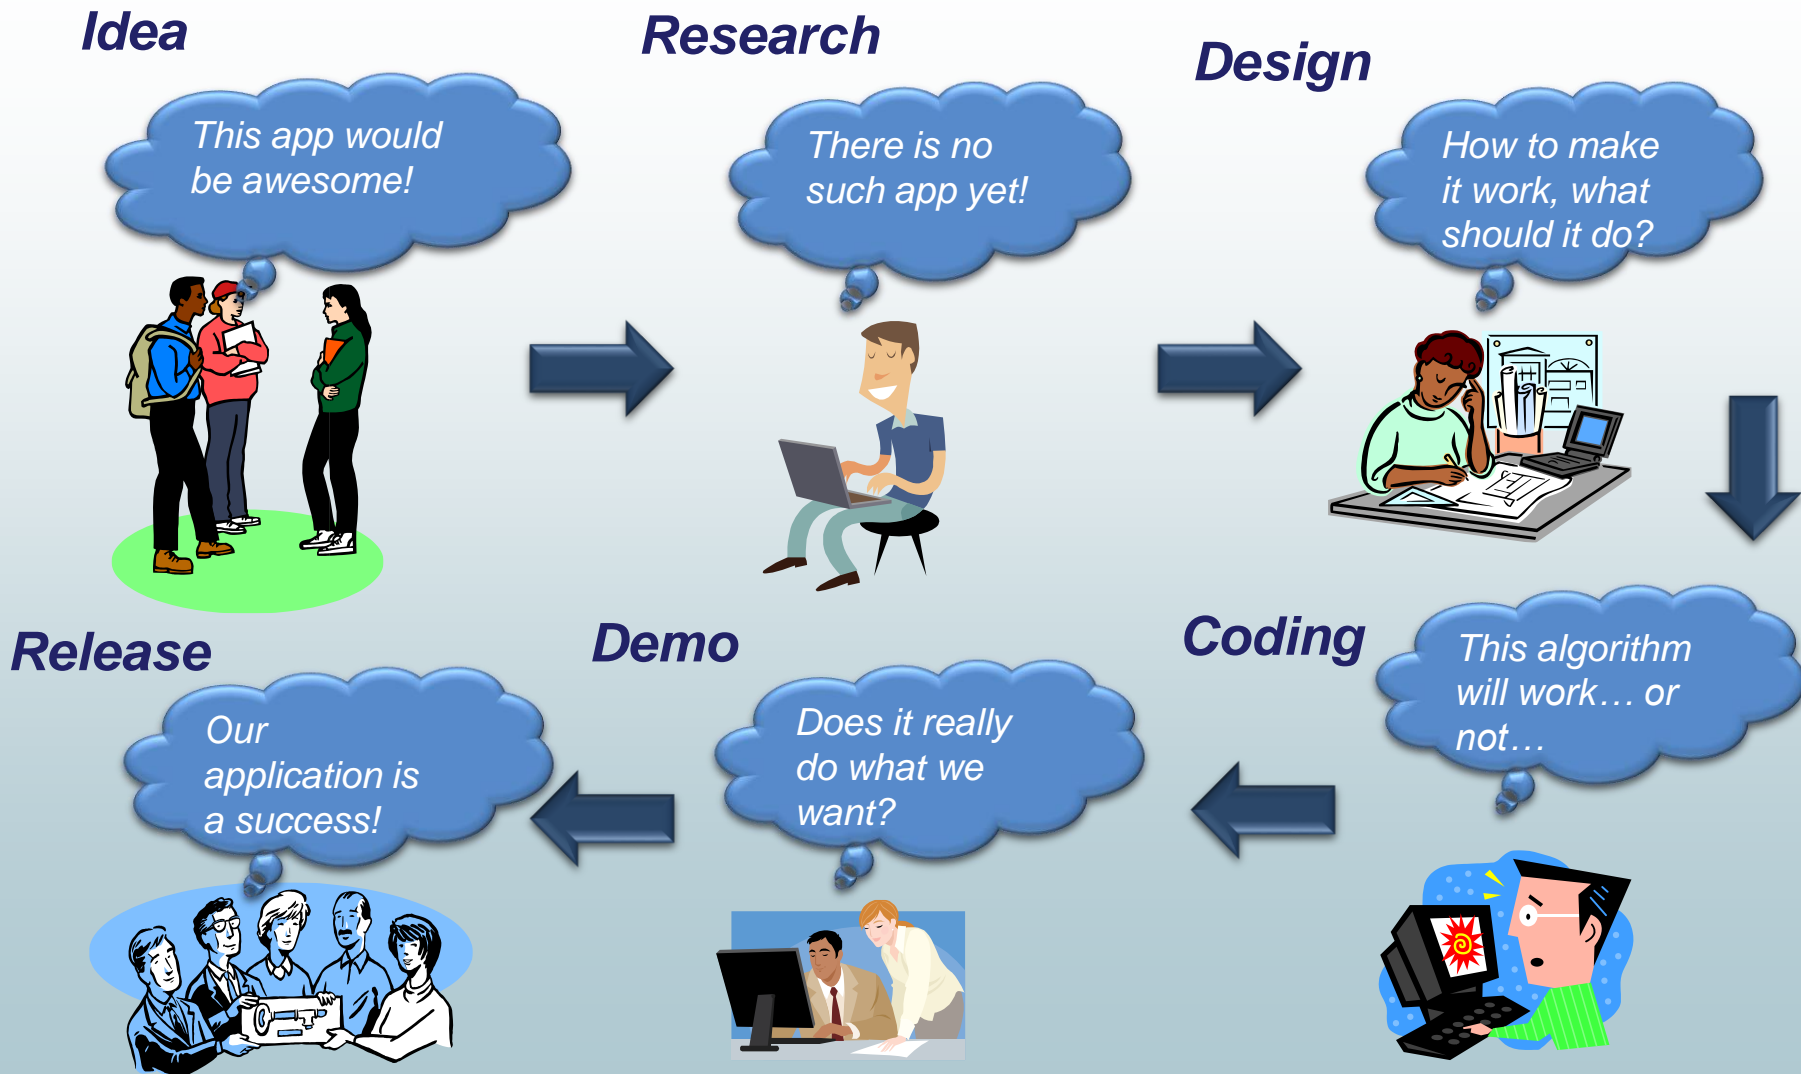 Idea
This app would
be awesome!
Research
There is no
such app yet!
Design
How to make
it work, what
should it do?
Coding
This algorithm
will work… or
not…
Demo
Does it really
do what we
want?
Release
Our
application is
a success!